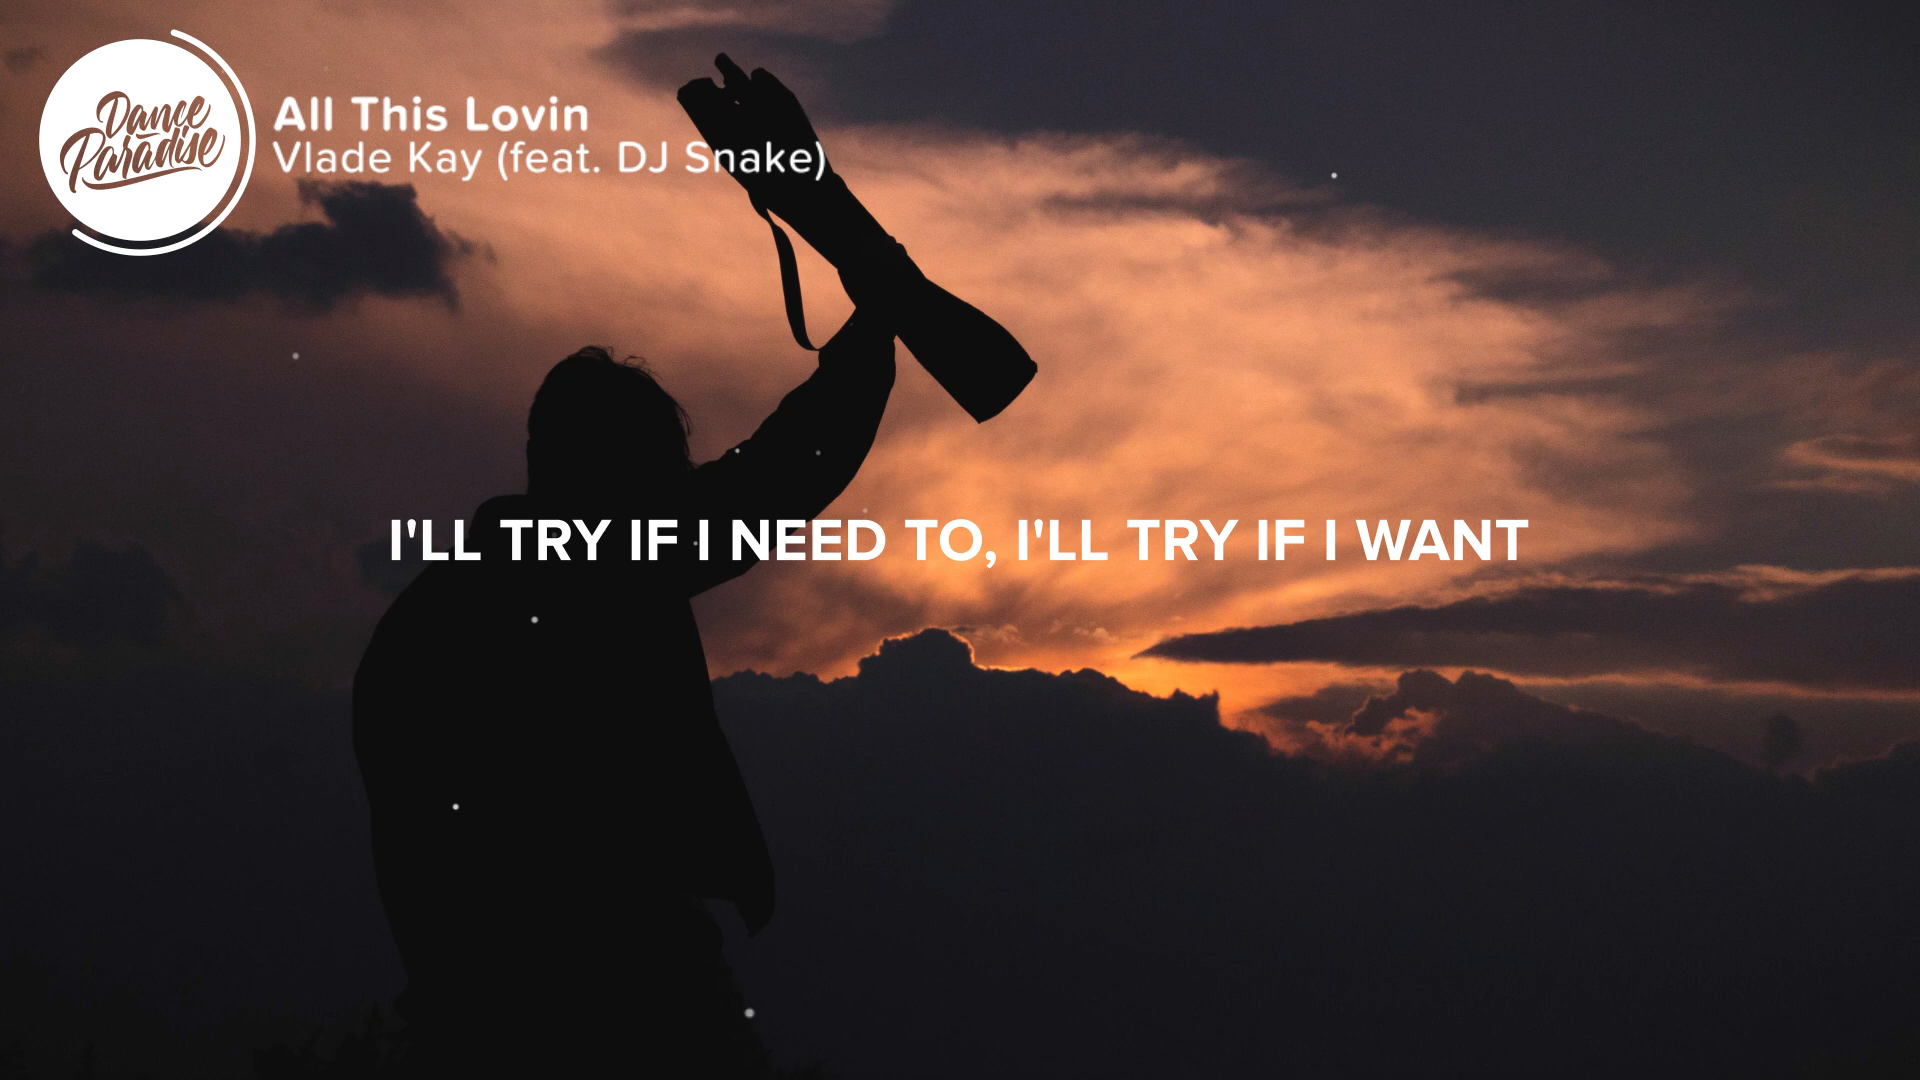 Dance
Paradise
All This Lovin
Vlade Kay (feat. DJ Snake)
I'LL TRY IF I NEED TO, I'LL TRY IF I WANT